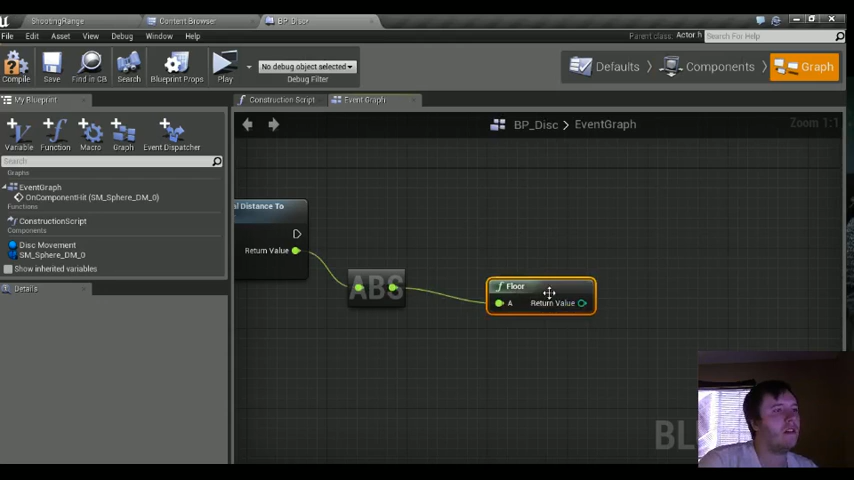 ShootingRange
Content Browser
BP_Disc
File Edit Asset View Debug Window Help
Parent class: Actor
Search For Help
Compile
Save
Find in CB
Search
Blueprint Props
Play
No debug object selected
Debug Filter
Defaults
Components
Graph
My Blueprint
Variable
Function
Macro
Graph
Event Dispatcher
Search
Graphs
EventGraph
OnComponentHit (SM_Sphere_DM_0)
Functions
ConstructionScript
Components
Disc Movement
SM_Sphere_DM_0
Show inherited variables
Details
Construction Script
Event Graph
BP_Disc > EventGraph
Zoom 1:1
l Distance To
Return Value
ABS
f Floor
A Return Value
BL